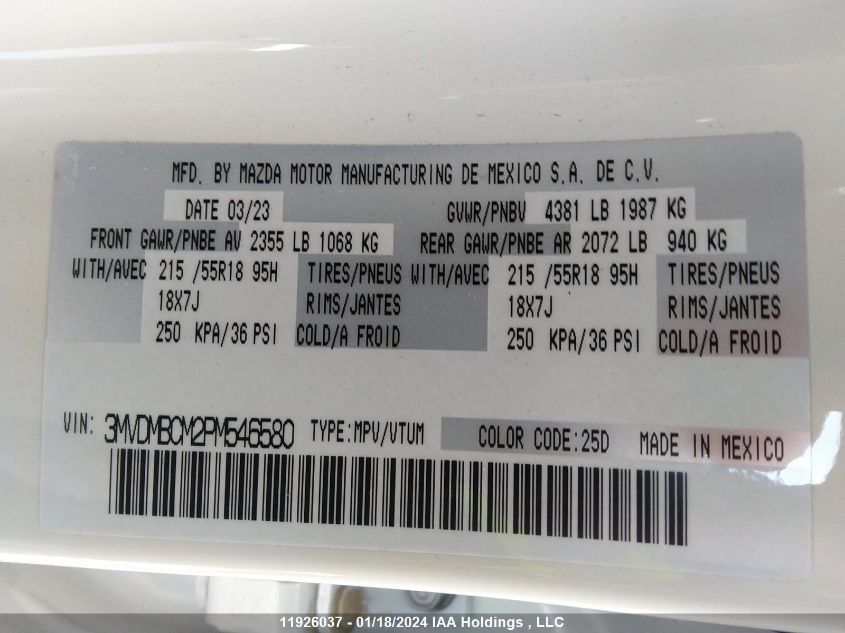 MFD. BY MAZDA MOTOR MANUFACTURING DE MEXICO S.A. DE C.V.
DATE 03/23 GVWR/PNBV 4381 LB 1987 KG
FRONT GAWR/PNBE AV 2355 LB 1068 KG REAR GAWR/PNBE AR 2072 LB 940 KG
WITH/AVEC 215 /55R18 95H TIRES/PNEUS WITH/AVEC 215 /55R18 95H TIRES/PNEUS
18X7J RIMS/JANTES 18X7J RIMS/JANTES
250 KPA/36 PSI COLD/A FROID 250 KPA/36 PSI COLD/A FROID
VIN: 3MVDMBCM2PM546580 TYPE:MPV/VTUM COLOR CODE:25D MADE IN MEXICO
11926037 - 01/18/2024 IAA Holdings , LLC